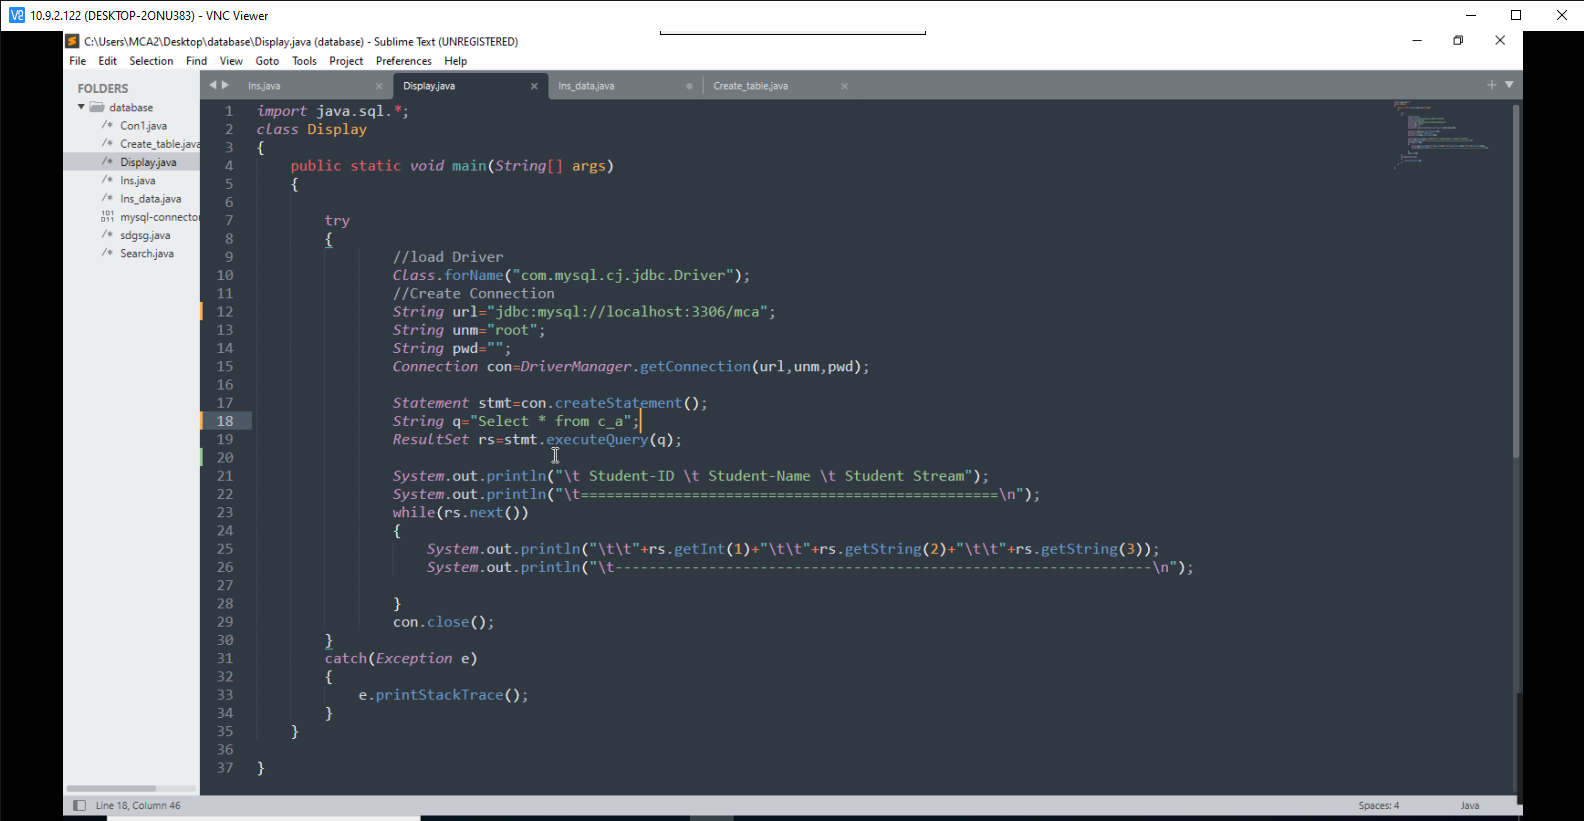 10.9.2.122 (DESKTOP-2ONU383) - VNC Viewer
C:\Users\MCA2\Desktop\database\Display.java (database) - Sublime Text (UNREGISTERED)
File Edit Selection Find View Goto Tools Project Preferences Help
FOLDERS
database
/* Con1.java
/* Create_table.java
/* Display.java
/* Ins.java
/* Ins_data.java
mysql-connector
/* sdgsg.java
/* Search.java
Ins.java Display.java Ins_data.java Create_table.java
1 import java.sql.*;
2 class Display
3 {
4 public static void main(String[] args)
5 {
6
7 try
8 {
9 //load Driver
10 Class.forName("com.mysql.cj.jdbc.Driver");
11 //Create Connection
12 String url="jdbc:mysql://localhost:3306/mca";
13 String unm="root";
14 String pwd="";
15 Connection con=DriverManager.getConnection(url,unm,pwd);
16
17 Statement stmt=con.createStatement();
18 String q="Select * from c_a";
19 ResultSet rs=stmt.executeQuery(q);
20
21 System.out.println("\t Student-ID \t Student-Name \t Student Stream");
22 System.out.println("\t=================================================\n");
23 while(rs.next())
24 {
25 System.out.println("\t\t"+rs.getInt(1)+"\t\t"+rs.getString(2)+"\t\t"+rs.getString(3));
26 System.out.println("\t---------------------------------------------------------------\n");
27
28 }
29 con.close();
30 }
31 catch(Exception e)
32 {
33 e.printStackTrace();
34 }
35 }
36
37 }
Line 18, Column 46
Spaces: 4 Java